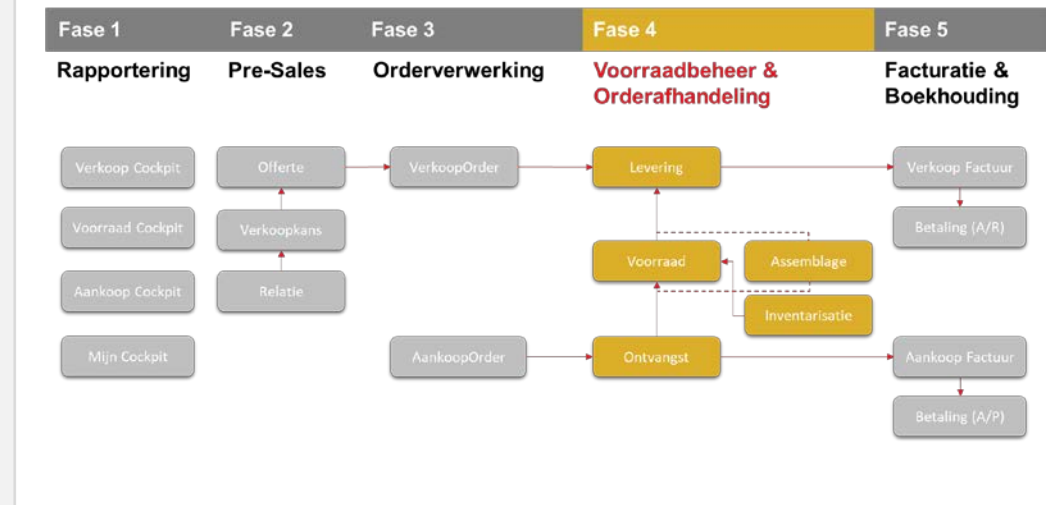 Fase 1
Fase 2
Fase 3
Fase 4
Fase 5
Rapportering
Pre-Sales
Orderverwerking
Voorraadbeheer &
Orderafhandeling
Facturatie &
Boekhouding
Verkoop Cockpit
Offerte
VerkoopOrder
Levering
Verkoop Factuur
Voorraad Cockpit
Verkoopkans
Betaling (A/R)
Voorraad
Assemblage
Aankoop Cockpit
Relatie
Inventarisatie
Mijn Cockpit
AankoopOrder
Ontvangst
Aankoop Factuur
Betaling (A/P)